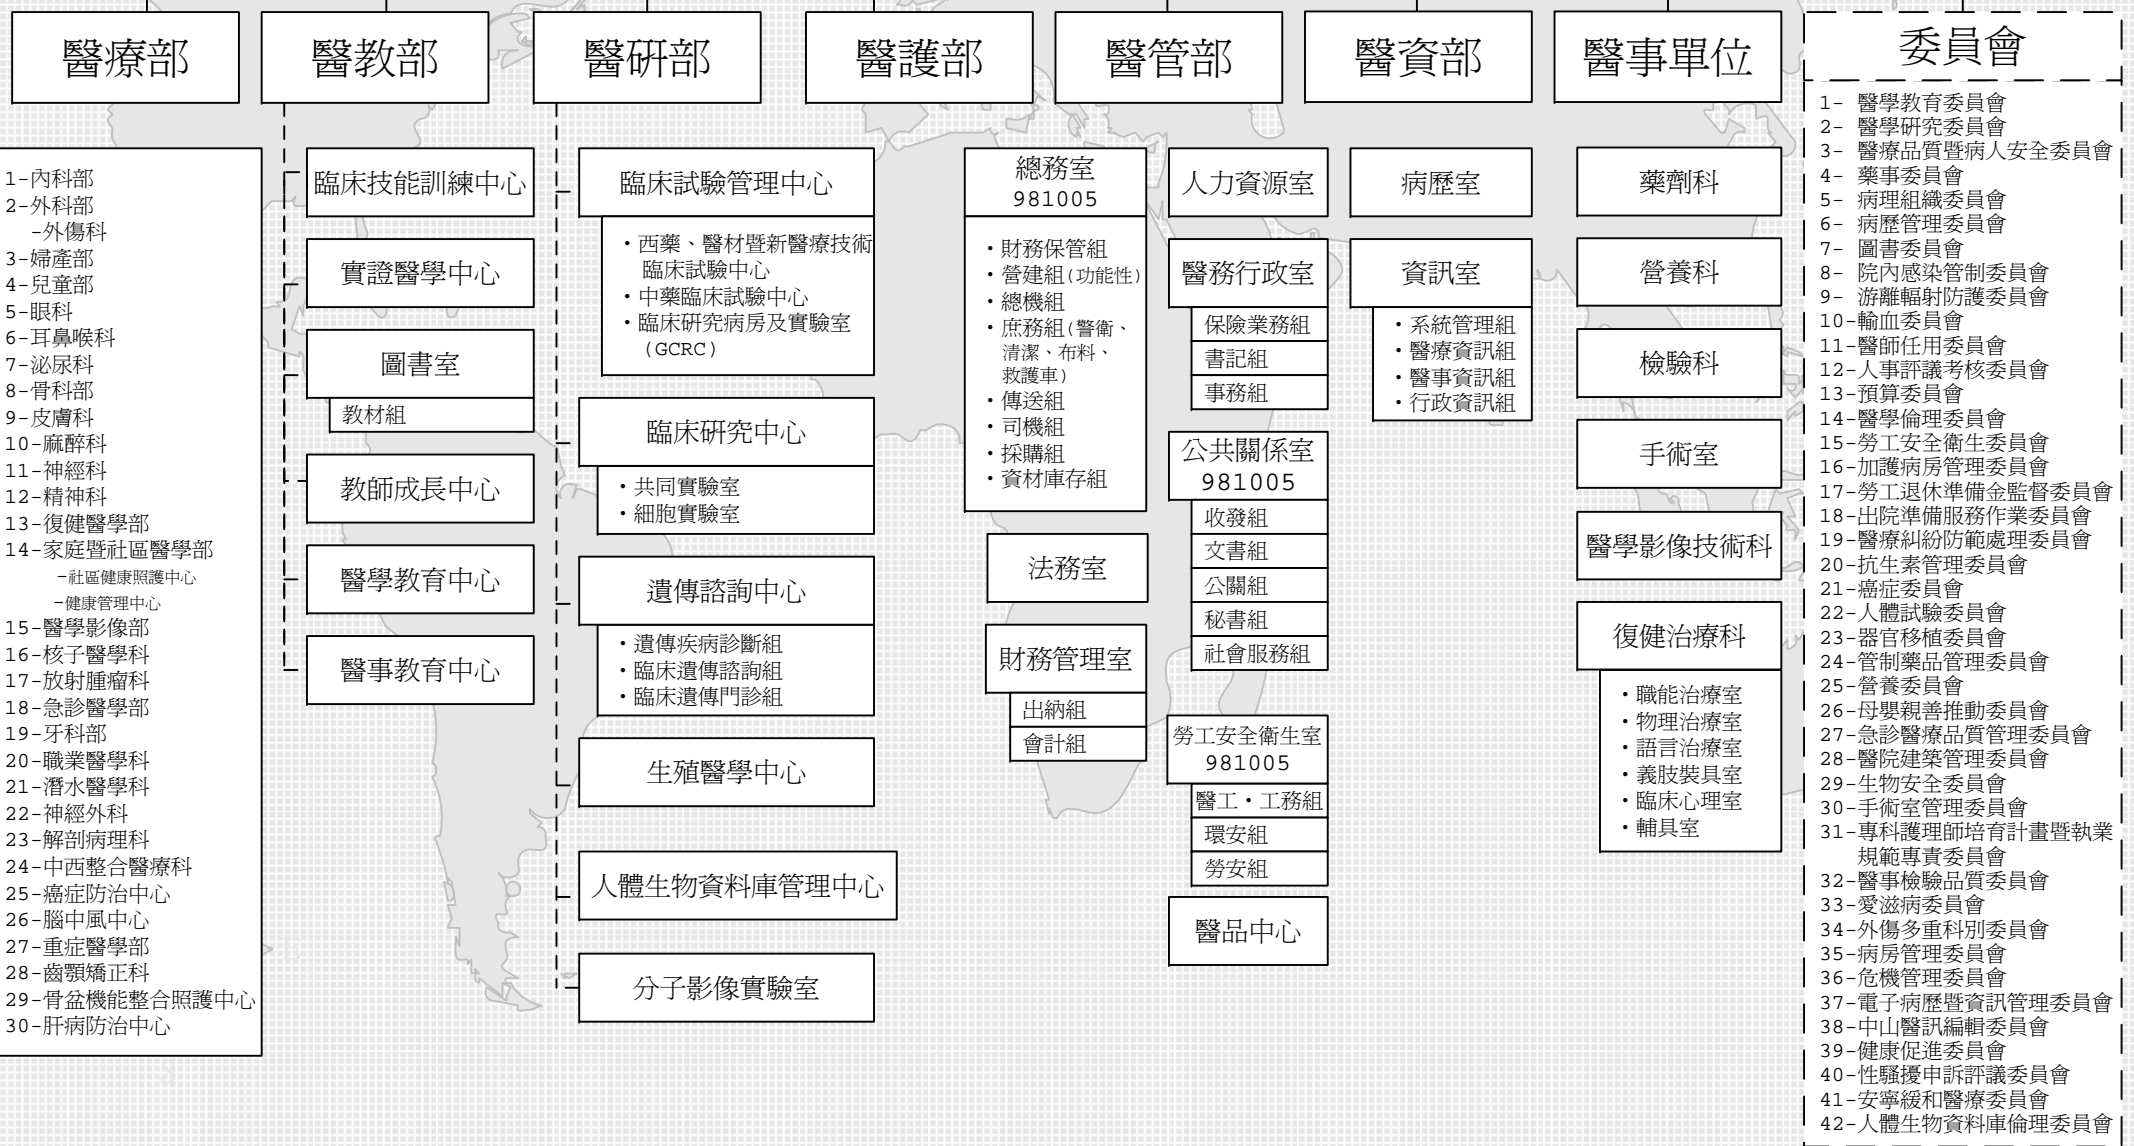 醫療部
醫教部
醫研部
醫護部
醫管部
醫資部
醫事單位
委員會
1-內科部
2-外科部
-外傷科
3-婦產部
4-兒童部
5-眼科
6-耳鼻喉科
7-泌尿科
8-骨科部
9-皮膚科
10-麻醉科
11-神經科
12-精神科
13-復健醫學部
14-家庭暨社區醫學部
-社區健康照護中心
-健康管理中心
15-醫學影像部
16-核子醫學科
17-放射腫瘤科
18-急診醫學部
19-牙科部
20-職業醫學科
21-潛水醫學科
22-神經外科
23-解剖病理科
24-中西整合醫療科
25-癌症防治中心
26-腦中風中心
27-重症醫學部
28-齒顎矯正科
29-骨盆機能整合照護中心
30-肝病防治中心
臨床技能訓練中心
實證醫學中心
圖書室
教材組
教師成長中心
醫學教育中心
醫事教育中心
臨床試驗管理中心
・西藥、醫材暨新醫療技術
臨床試驗中心
・中藥臨床試驗中心
・臨床研究病房及實驗室
(GCRC)
臨床研究中心
・共同實驗室
・細胞實驗室
遺傳諮詢中心
・遺傳疾病診斷組
・臨床遺傳諮詢組
・臨床遺傳門診組
生殖醫學中心
人體生物資料庫管理中心
分子影像實驗室
總務室
981005
・財務保管組
・營建組(功能性)
・總機組
・庶務組(警衛、
清潔、布料、
救護車)
・傳送組
・司機組
・採購組
・資材庫存組
法務室
財務管理室
出納組
會計組
人力資源室
醫務行政室
保險業務組
書記組
事務組
公共關係室
981005
收發組
文書組
公關組
秘書組
社會服務組
勞工安全衛生室
981005
醫工・工務組
環安組
勞安組
醫品中心
病歷室
資訊室
・系統管理組
・醫療資訊組
・醫事資訊組
・行政資訊組
藥劑科
營養科
檢驗科
手術室
醫學影像技術科
復健治療科
・職能治療室
・物理治療室
・語言治療室
・義肢裝具室
・臨床心理室
・輔具室
1- 醫學教育委員會
2- 醫學研究委員會
3- 醫療品質暨病人安全委員會
4- 藥事委員會
5- 病理組織委員會
6- 病歷管理委員會
7- 圖書委員會
8- 院內感染管制委員會
9- 游離輻射防護委員會
10-輸血委員會
11-醫師任用委員會
12-人事評議考核委員會
13-預算委員會
14-醫學倫理委員會
15-勞工安全衛生委員會
16-加護病房管理委員會
17-勞工退休準備金監督委員會
18-出院準備服務作業委員會
19-醫療糾紛防範處理委員會
20-抗生素管理委員會
21-癌症委員會
22-人體試驗委員會
23-器官移植委員會
24-管制藥品管理委員會
25-營養委員會
26-母嬰親善推動委員會
27-急診醫療品質管理委員會
28-醫院建築管理委員會
29-生物安全委員會
30-手術室管理委員會
31-專科護理師培育計畫暨執業
規範專責委員會
32-醫事檢驗品質委員會
33-愛滋病委員會
34-外傷多重科別委員會
35-病房管理委員會
36-危機管理委員會
37-電子病歷暨資訊管理委員會
38-中山醫訊編輯委員會
39-健康促進委員會
40-性騷擾申訴評議委員會
41-安寧緩和醫療委員會
42-人體生物資料庫倫理委員會